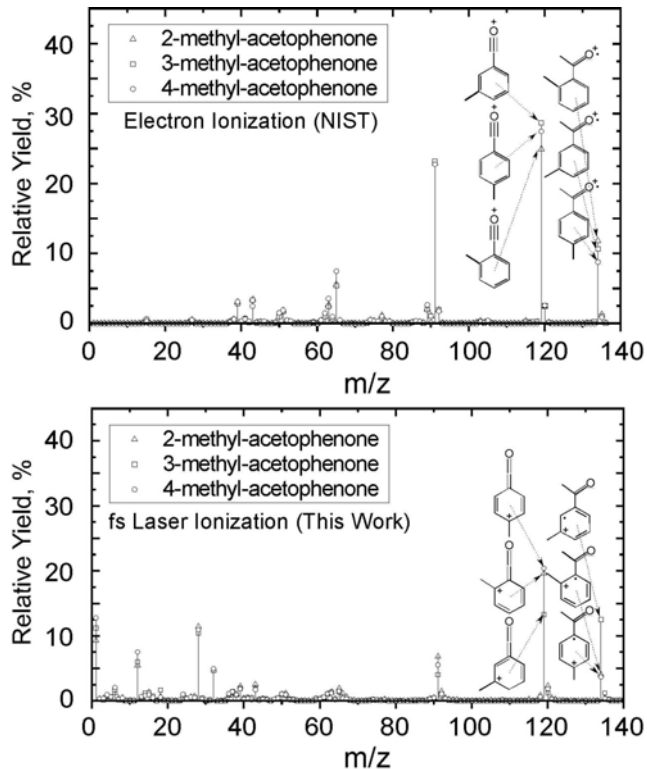 40
30
20
10
0
Relative Yield, %
2-methyl-acetophenone
3-methyl-acetophenone
4-methyl-acetophenone
Electron Ionization (NIST)
O
+
O
+
O
+
O
+
O
+
O
+
0 20 40 60 80 100 120 140
m/z
40
30
20
10
0
Relative Yield, %
2-methyl-acetophenone
3-methyl-acetophenone
4-methyl-acetophenone
fs Laser Ionization (This Work)
O
+
O
+
O
+
O
+
O
+
O
+
0 20 40 60 80 100 120 140
m/z